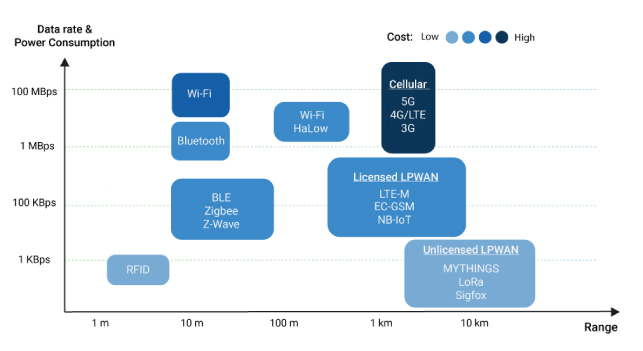 Data rate &
Power Consumption
Cost: Low High
100 MBps
1 MBps
100 KBps
1 KBps
Wi-Fi
Bluetooth
Wi-Fi
HaLow
Cellular
5G
4G/LTE
3G
BLE
Zigbee
Z-Wave
Licensed LPWAN
LTE-M
EC-GSM
NB-IoT
RFID
Unlicensed LPWAN
MYTHINGS
LoRa
Sigfox
1 m 10 m 100 m 1 km 10 km
Range